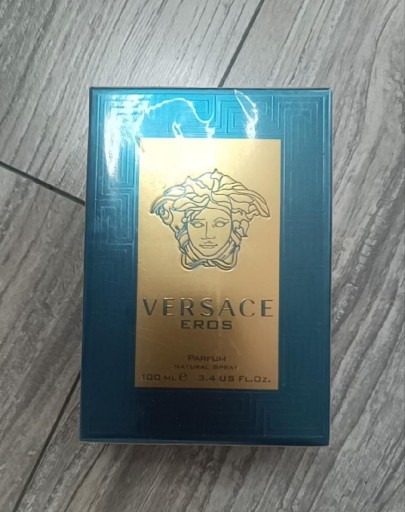 VERSACE
EROS
PARFUM
NATURAL SPRAY
100 ML ℮ 3.4 US FL.OZ.